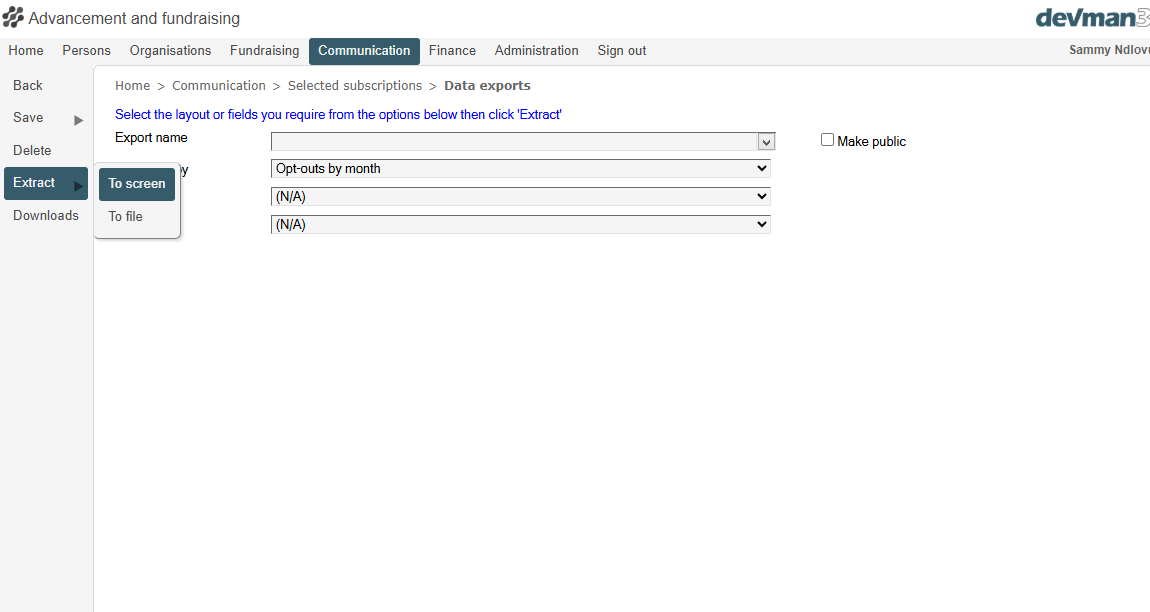 Advancement and fundraising
devman3
Home Persons Organisations Fundraising Communication Finance Administration Sign out
Sammy Ndlovu
Back
Save
Delete
Extract
Downloads
To screen
To file
Home > Communication > Selected subscriptions > Data exports
Select the layout or fields you require from the options below then click 'Extract'
Export name
Make public
Opt-outs by month
(N/A)
(N/A)